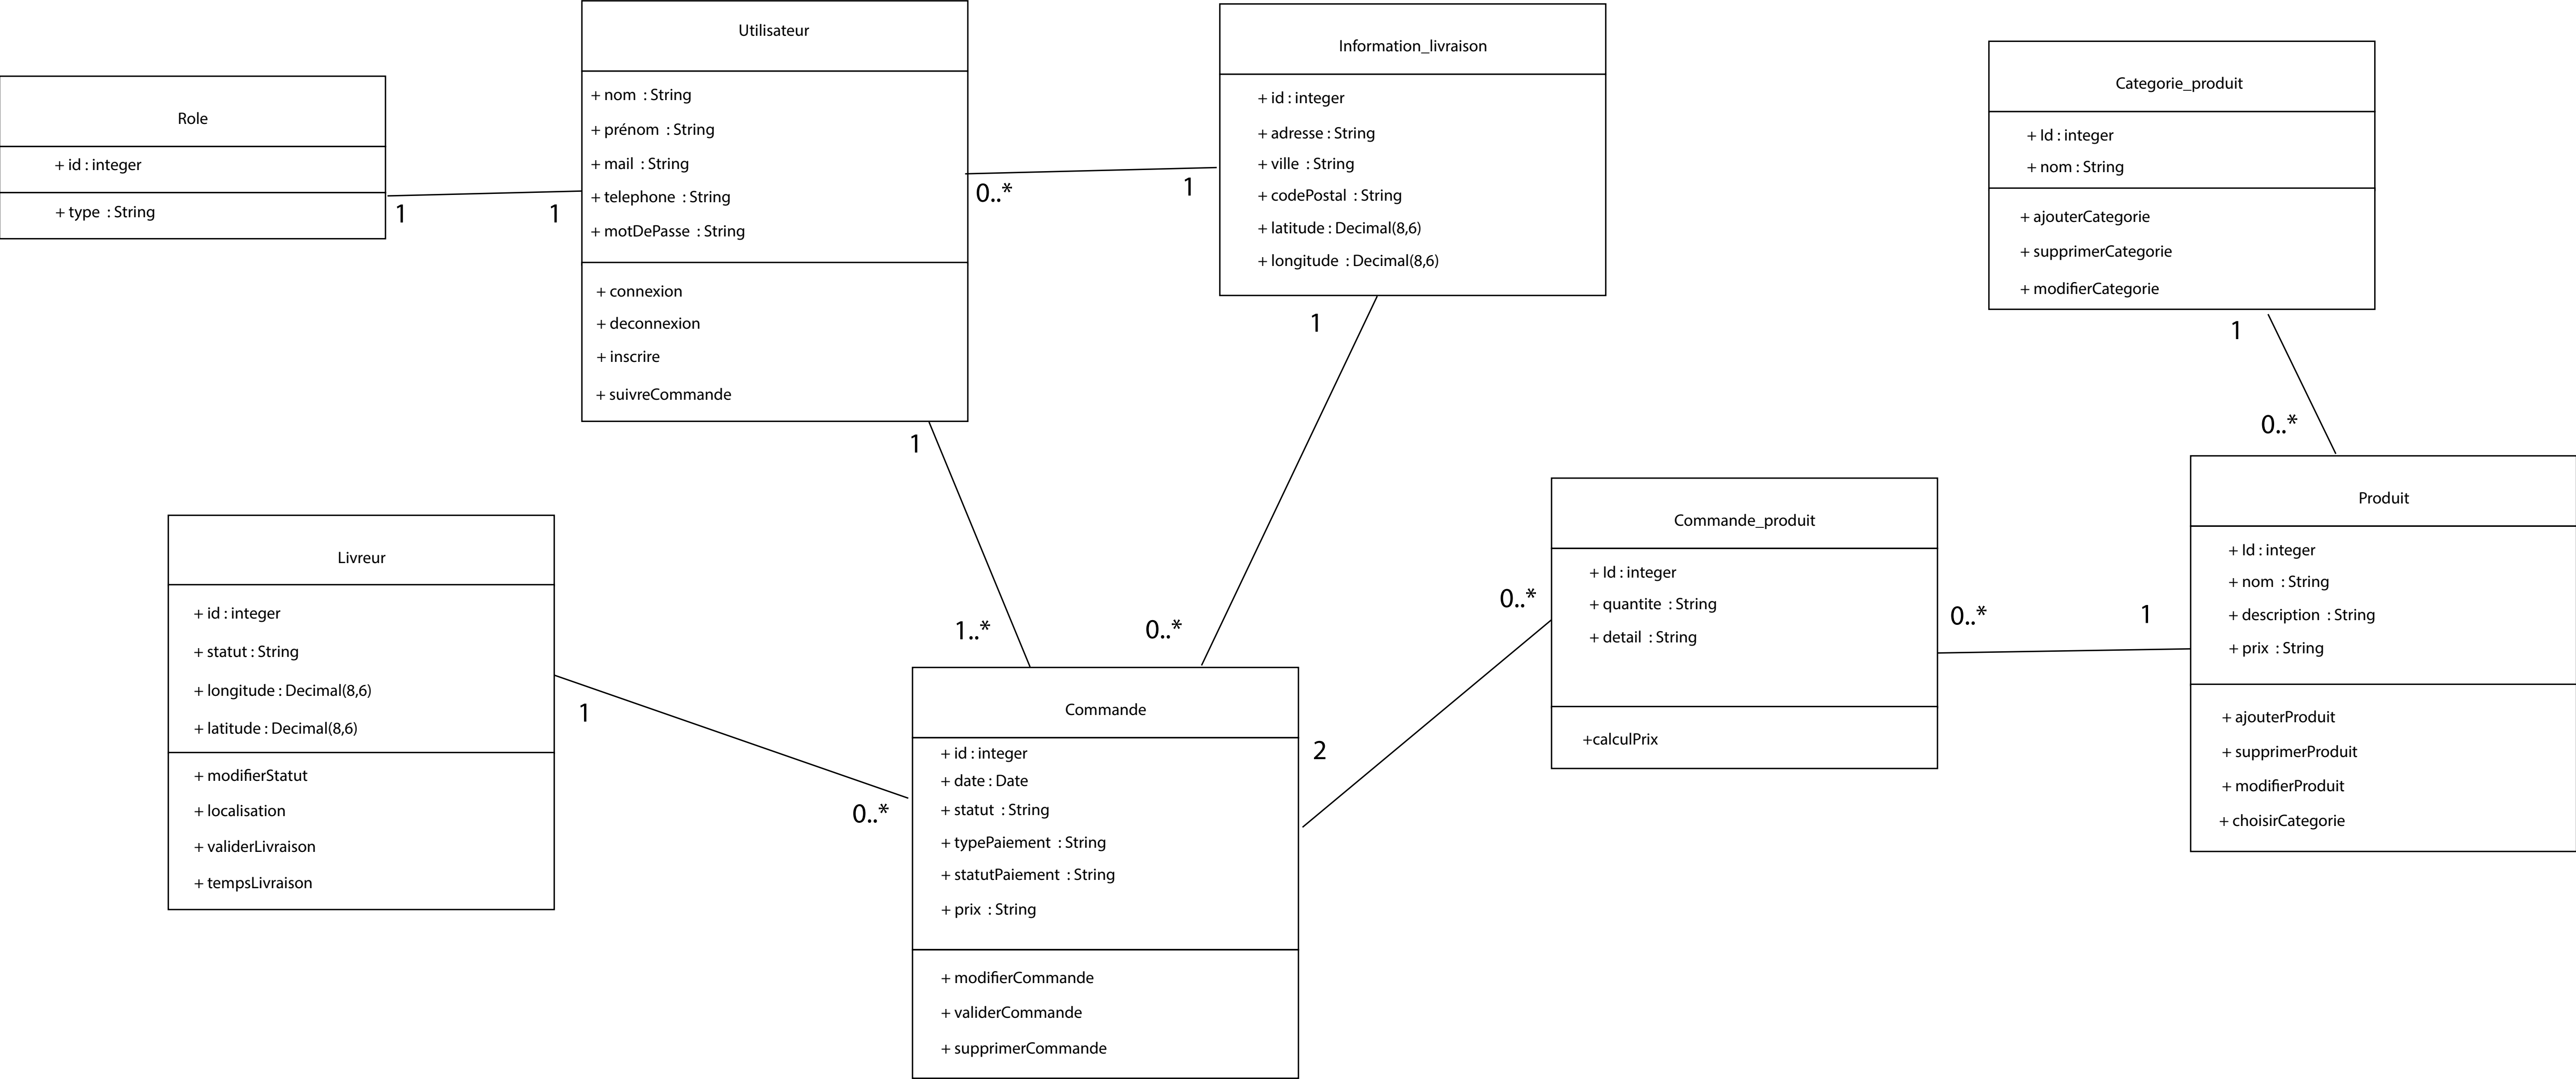 Role
+ id : integer
+ type : String
1
1
Utilisateur
+ nom : String
+ prénom : String
+ mail : String
+ telephone : String
+ motDePasse : String
+ connexion
+ deconnexion
+ inscrire
+ suivreCommande
0..*
1
Information_livraison
+ id : integer
+ adresse : String
+ ville : String
+ codePostal : String
+ latitude : Decimal(8,6)
+ longitude : Decimal(8,6)
Categorie_produit
+ Id : integer
+ nom : String
+ ajouterCategorie
+ supprimerCategorie
+ modifierCategorie
1
0..*
1
1..*
1
0..*
Livreur
+ id : integer
+ statut : String
+ longitude : Decimal(8,6)
+ latitude : Decimal(8,6)
+ modifierStatut
+ localisation
+ validerLivraison
+ tempsLivraison
1
0..*
Commande
+ id : integer
+ date : Date
+ statut : String
+ typePaiement : String
+ statutPaiement : String
+ prix : String
+ modifierCommande
+ validerCommande
+ supprimerCommande
2
0..*
Commande_produit
+ Id : integer
+ quantite : String
+ detail : String
+calculPrix
0..*
1
Produit
+ Id : integer
+ nom : String
+ description : String
+ prix : String
+ ajouterProduit
+ supprimerProduit
+ modifierProduit
+ choisirCategorie